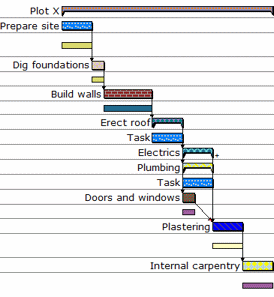 Plot X
Prepare site
Dig foundations
Build walls
Erect roof
Task
Electrics
Plumbing
Task
Doors and windows
Plastering
Internal carpentry